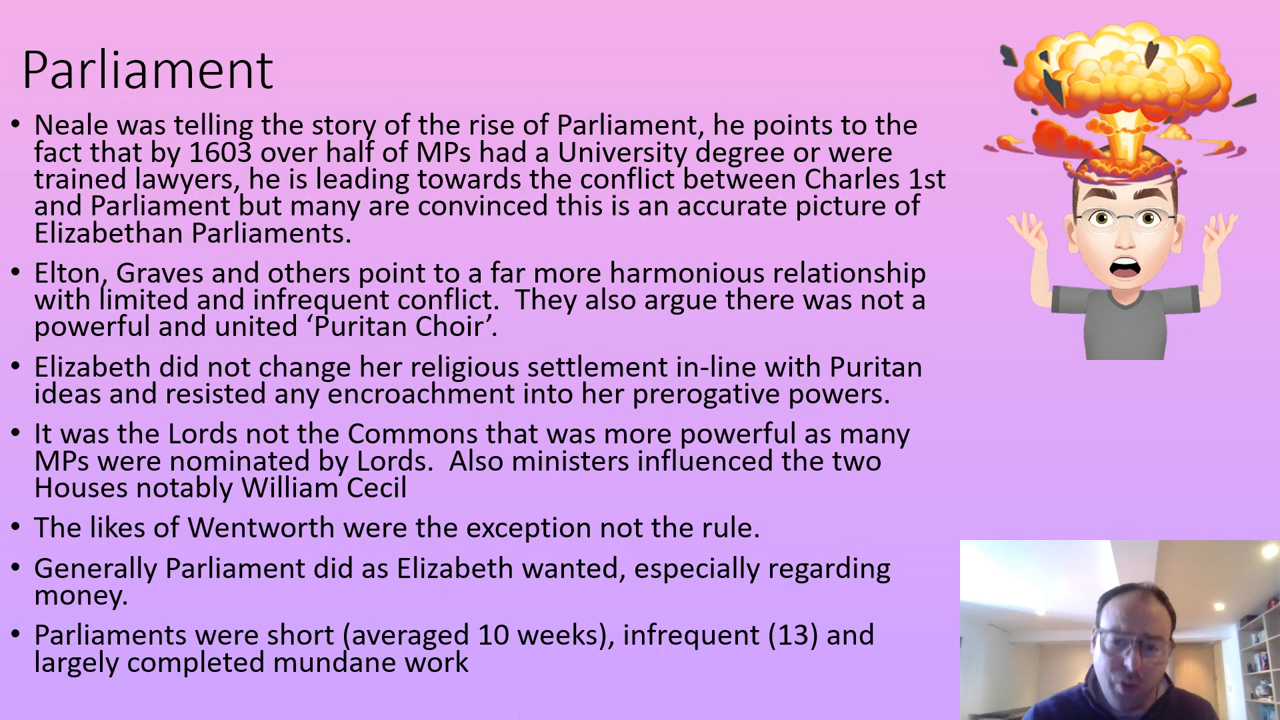 Parliament
• Neale was telling the story of the rise of Parliament, he points to the
fact that by 1603 over half of MPs had a University degree or were
trained lawyers, he is leading towards the conflict between Charles 1st
and Parliament but many are convinced this is an accurate picture of
Elizabethan Parliaments.
• Elton, Graves and others point to a far more harmonious relationship
with limited and infrequent conflict.  They also argue there was not a
powerful and united ‘Puritan Choir’.
• Elizabeth did not change her religious settlement in-line with Puritan
ideas and resisted any encroachment into her prerogative powers.
• It was the Lords not the Commons that was more powerful as many
MPs were nominated by Lords.  Also ministers influenced the two
Houses notably William Cecil
• The likes of Wentworth were the exception not the rule.
• Generally Parliament did as Elizabeth wanted, especially regarding
money.
• Parliaments were short (averaged 10 weeks), infrequent (13) and
largely completed mundane work